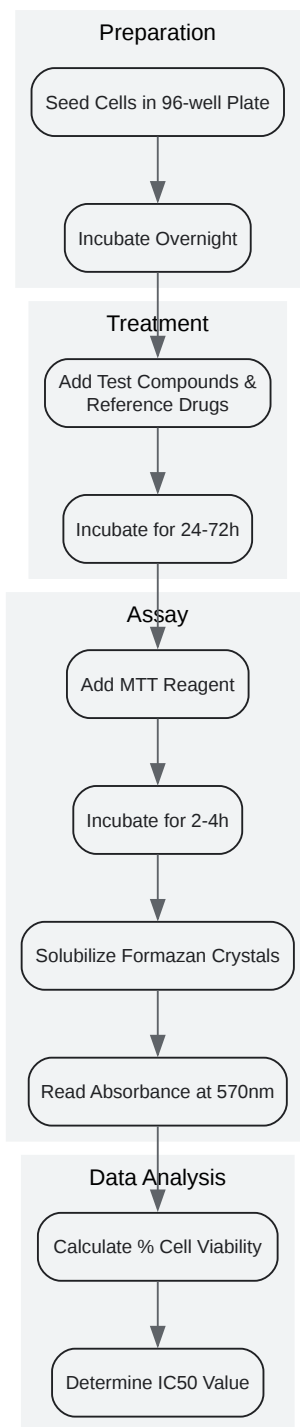 Preparation
Seed Cells in 96-well Plate
Incubate Overnight
Treatment
Add Test Compounds &
Reference Drugs
Incubate for 24-72h
Assay
Add MTT Reagent
Incubate for 2-4h
Solubilize Formazan Crystals
Read Absorbance at 570nm
Data Analysis
Calculate % Cell Viability
Determine IC50 Value